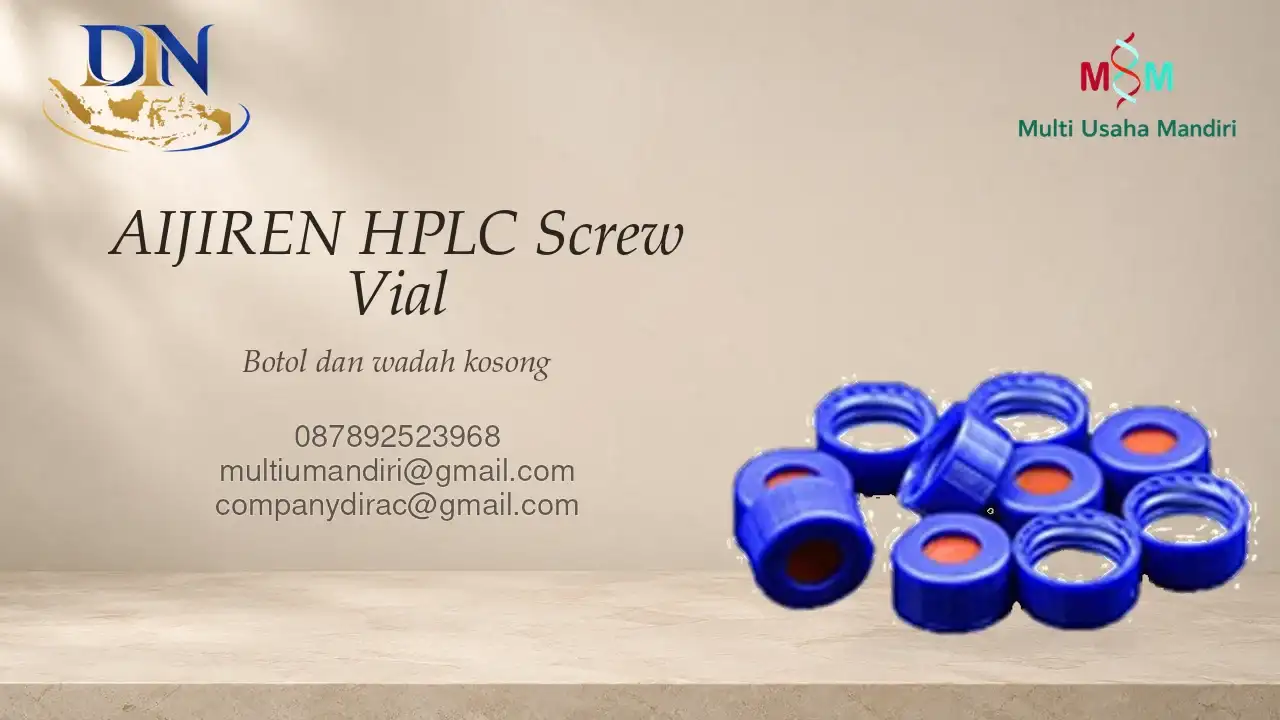 DN
MSM
Multi Usaha Mandiri
AIJIREN HPLC Screw
Vial
Botol dan wadah kosong
087892523968
multiumandiri@gmail.com
companydirac@gmail.com